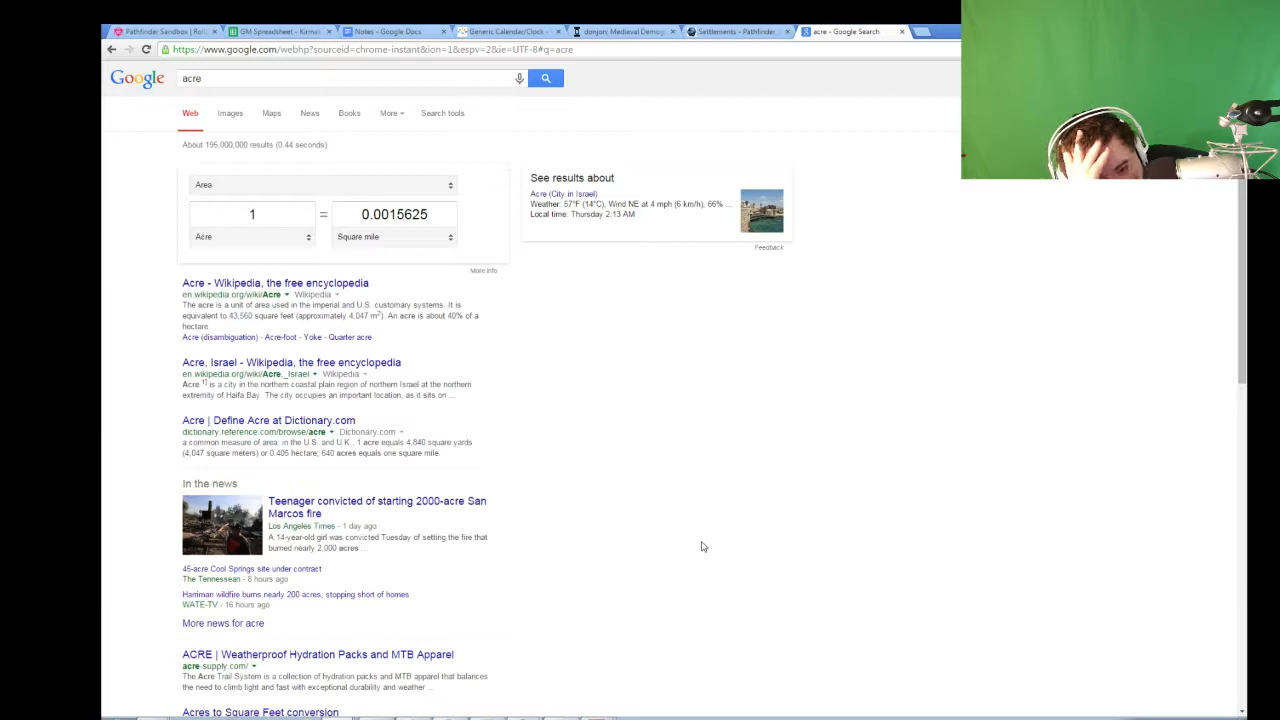 Pathfinder Sandbox | Roll
GM Spreadsheet - Kirman
Notes - Google Docs
Generic Calendar/Clock -
donjon: Medieval Demog
Settlements - Pathfinder
acre - Google Search
https://www.google.com/webhp?sourceid=chrome-instant&ion=1&espv=2&ie=UTF-8#q=acre
Google
acre
Web Images Maps News Books More Search tools
About 195,000,000 results (0.44 seconds)
Area
1 = 0.0015625
Acre Square mile
More info
See results about
Acre (City in Israel)
Weather: 57°F (14°C), Wind NE at 4 mph (6 km/h), 66% ...
Local time: Thursday 2:13 AM
Feedback
Acre - Wikipedia, the free encyclopedia
en.wikipedia.org/wiki/Acre Wikipedia
The acre is a unit of area used in the imperial and U.S. customary systems. It is
equivalent to 43,560 square feet (approximately 4,047 m2). An acre is about 40% of a
hectare.
Acre (disambiguation) - Acre-foot - Yoke - Quarter acre
Acre, Israel - Wikipedia, the free encyclopedia
en.wikipedia.org/wiki/Acre,_Israel Wikipedia
Acre 1] is a city in the northern coastal plain region of northern Israel at the northern
extremity of Haifa Bay. The city occupies an important location, as it sits on ...
Acre | Define Acre at Dictionary.com
dictionary.reference.com/browse/acre Dictionary.com
a common measure of area: in the U.S. and U.K., 1 acre equals 4,840 square yards
(4,047 square meters) or 0.405 hectare; 640 acres equals one square mile.
In the news
Teenager convicted of starting 2000-acre San
Marcos fire
Los Angeles Times - 1 day ago
A 14-year-old girl was convicted Tuesday of setting the fire that
burned nearly 2,000 acres ...
45-acre Cool Springs site under contract
The Tennessean - 8 hours ago
Harriman wildfire burns nearly 200 acres, stopping short of homes
WATE-TV - 16 hours ago
More news for acre
ACRE | Weatherproof Hydration Packs and MTB Apparel
acre-supply.com/
The Acre Trail System is a collection of hydration packs and MTB apparel that balances
the need to climb light and fast with exceptional durability and weather ...
Acres to Square Feet conversion